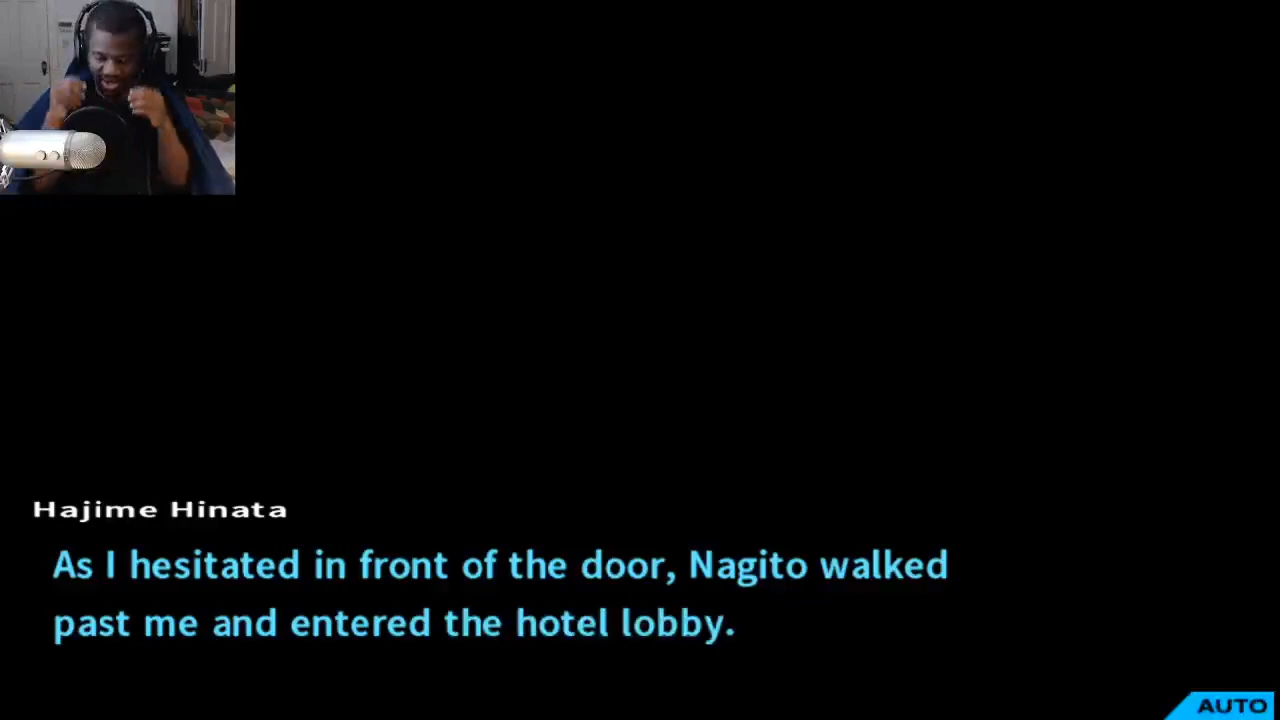 Hajime Hinata
As I hesitated in front of the door, Nagito walked
past me and entered the hotel lobby.
AUTO